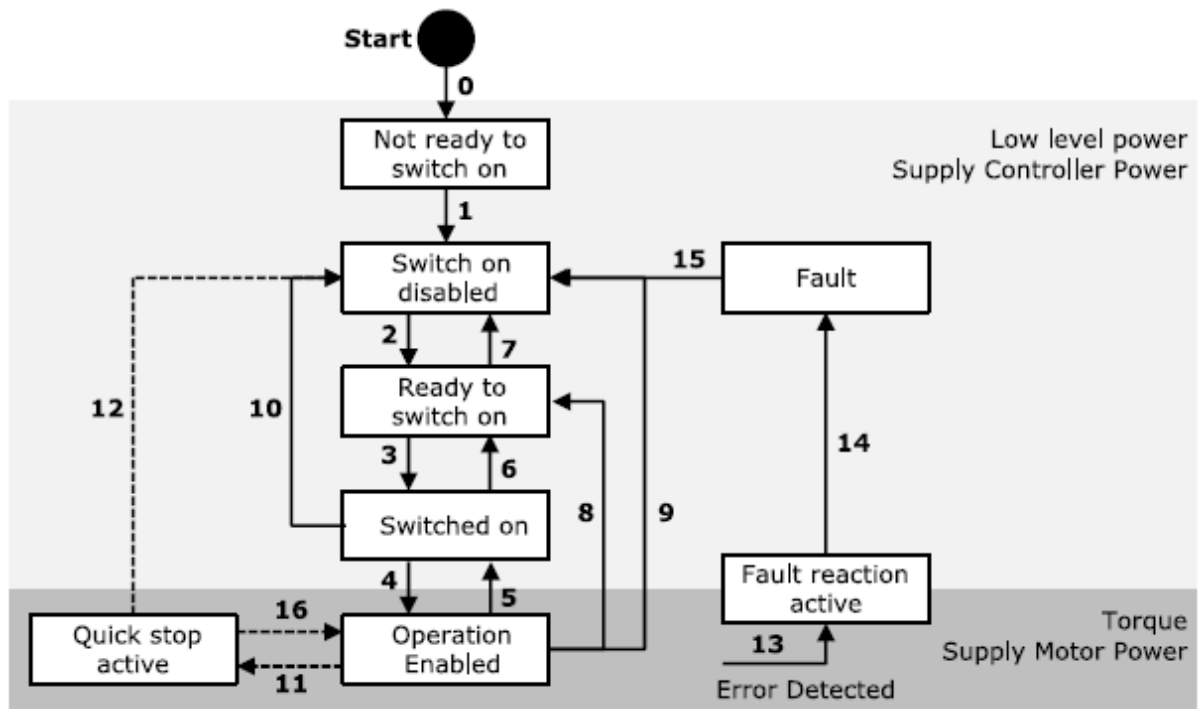 Start
0
Not ready to
switch on
Low level power
Supply Controller Power
1
Switch on
disabled
15
Fault
2
7
Ready to
switch on
12
10
3
6
14
Switched on
8
9
4
5
Fault reaction
active
16
Quick stop
active
11
Operation
Enabled
13
Error Detected
Torque
Supply Motor Power